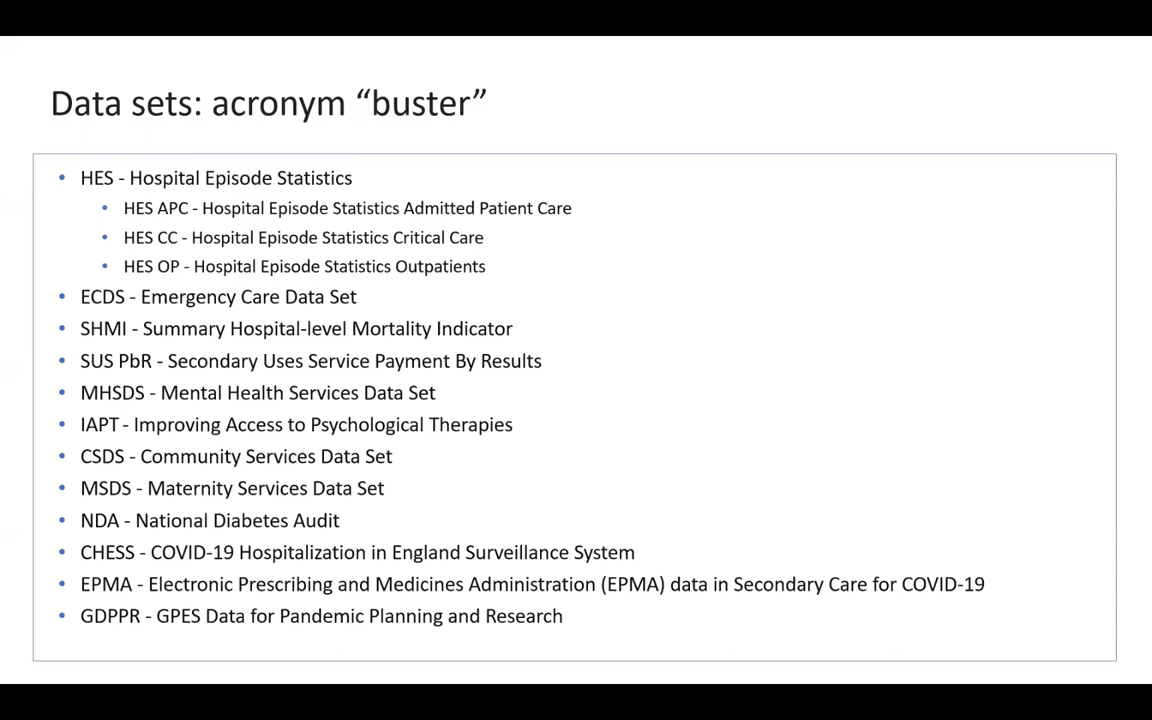 Data sets: acronym “buster”
• HES - Hospital Episode Statistics
• HES APC - Hospital Episode Statistics Admitted Patient Care
• HES CC - Hospital Episode Statistics Critical Care
• HES OP - Hospital Episode Statistics Outpatients
• ECDS - Emergency Care Data Set
• SHMI - Summary Hospital-level Mortality Indicator
• SUS PbR - Secondary Uses Service Payment By Results
• MHSDS - Mental Health Services Data Set
• IAPT - Improving Access to Psychological Therapies
• CSDS - Community Services Data Set
• MSDS - Maternity Services Data Set
• NDA - National Diabetes Audit
• CHESS - COVID-19 Hospitalization in England Surveillance System
• EPMA - Electronic Prescribing and Medicines Administration (EPMA) data in Secondary Care for COVID-19
• GDPPR - GPES Data for Pandemic Planning and Research